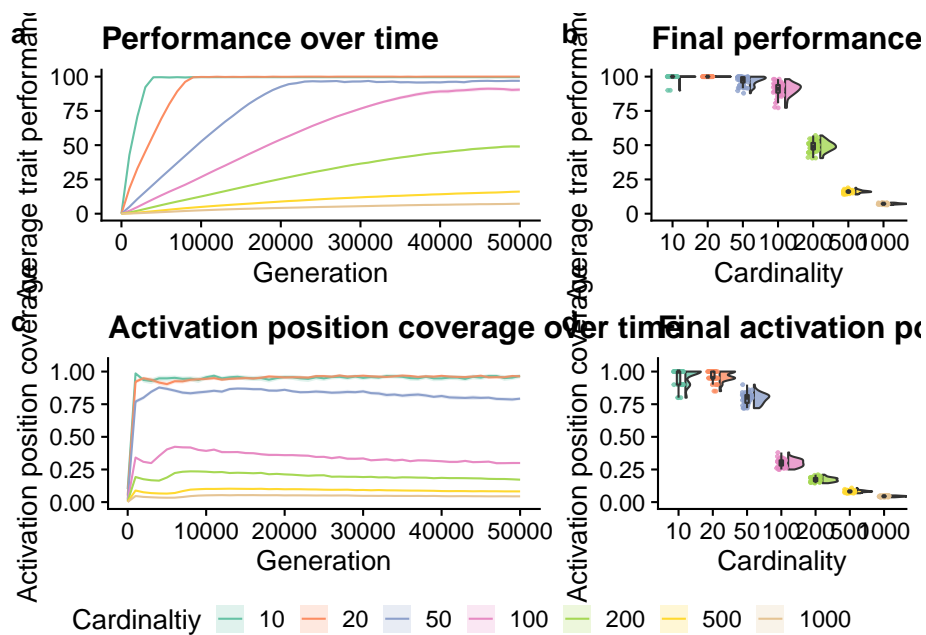 a
Performance over time
b
Final performance
Average trait performanc
100
75
50
25
0
0 10000 20000 30000 40000 50000
Generation
100
75
50
25
0
10 20 50 100 200 500 1000
Cardinality
c
Activation position coverage over time
d
Final activation po
Activation position coverage
1.00
0.75
0.50
0.25
0.00
0 10000 20000 30000 40000 50000
Generation
1.00
0.75
0.50
0.25
0.00
10 20 50 100 200 500 1000
Cardinality
Cardinaltiy 10 20 50 100 200 500 1000